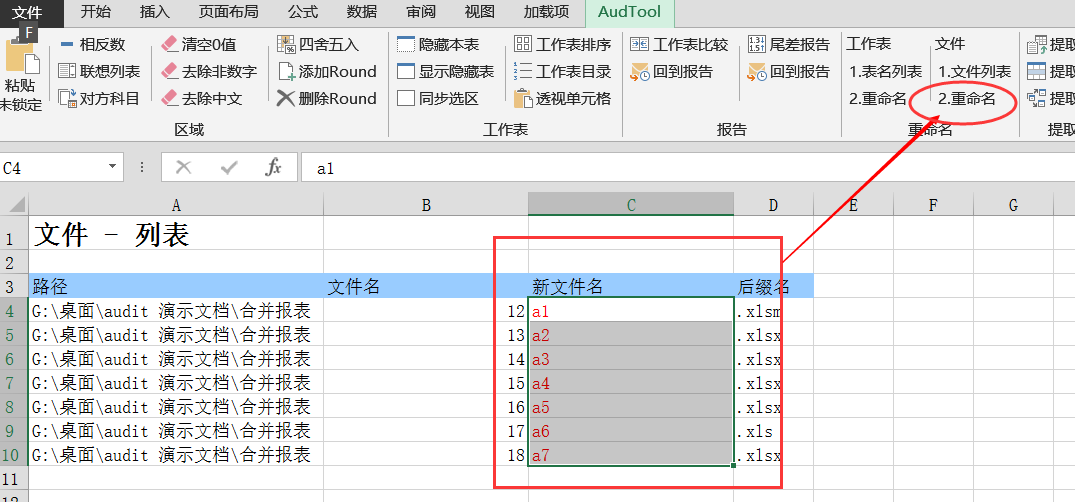 文件 开始 插入 页面布局 公式 数据 审阅 视图 加载项 AudTool
F
粘贴
未锁定
相反数 清空0值 四舍五入 隐藏本表 工作表排序 工作表比较 尾差报告 工作表 文件 提取
联想列表 去除非数字 添加Round 显示隐藏表 工作表目录 回到报告 回到报告 1.表名列表 1.文件列表 提取
对方科目 去除中文 删除Round 同步选区 透视单元格 2.重命名 2.重命名 提取
区域 工作表 报告 重命名 提取
C4 fx a1
A B C D E F G
1 文件 - 列表
2
3 路径 文件名 新文件名 后缀名
4 G:\桌面\audit 演示文档\合并报表 12 a1 .xlsm
5 G:\桌面\audit 演示文档\合并报表 13 a2 .xlsx
6 G:\桌面\audit 演示文档\合并报表 14 a3 .xlsx
7 G:\桌面\audit 演示文档\合并报表 15 a4 .xlsx
8 G:\桌面\audit 演示文档\合并报表 16 a5 .xlsx
9 G:\桌面\audit 演示文档\合并报表 17 a6 .xls
10 G:\桌面\audit 演示文档\合并报表 18 a7 .xlsx
11
12